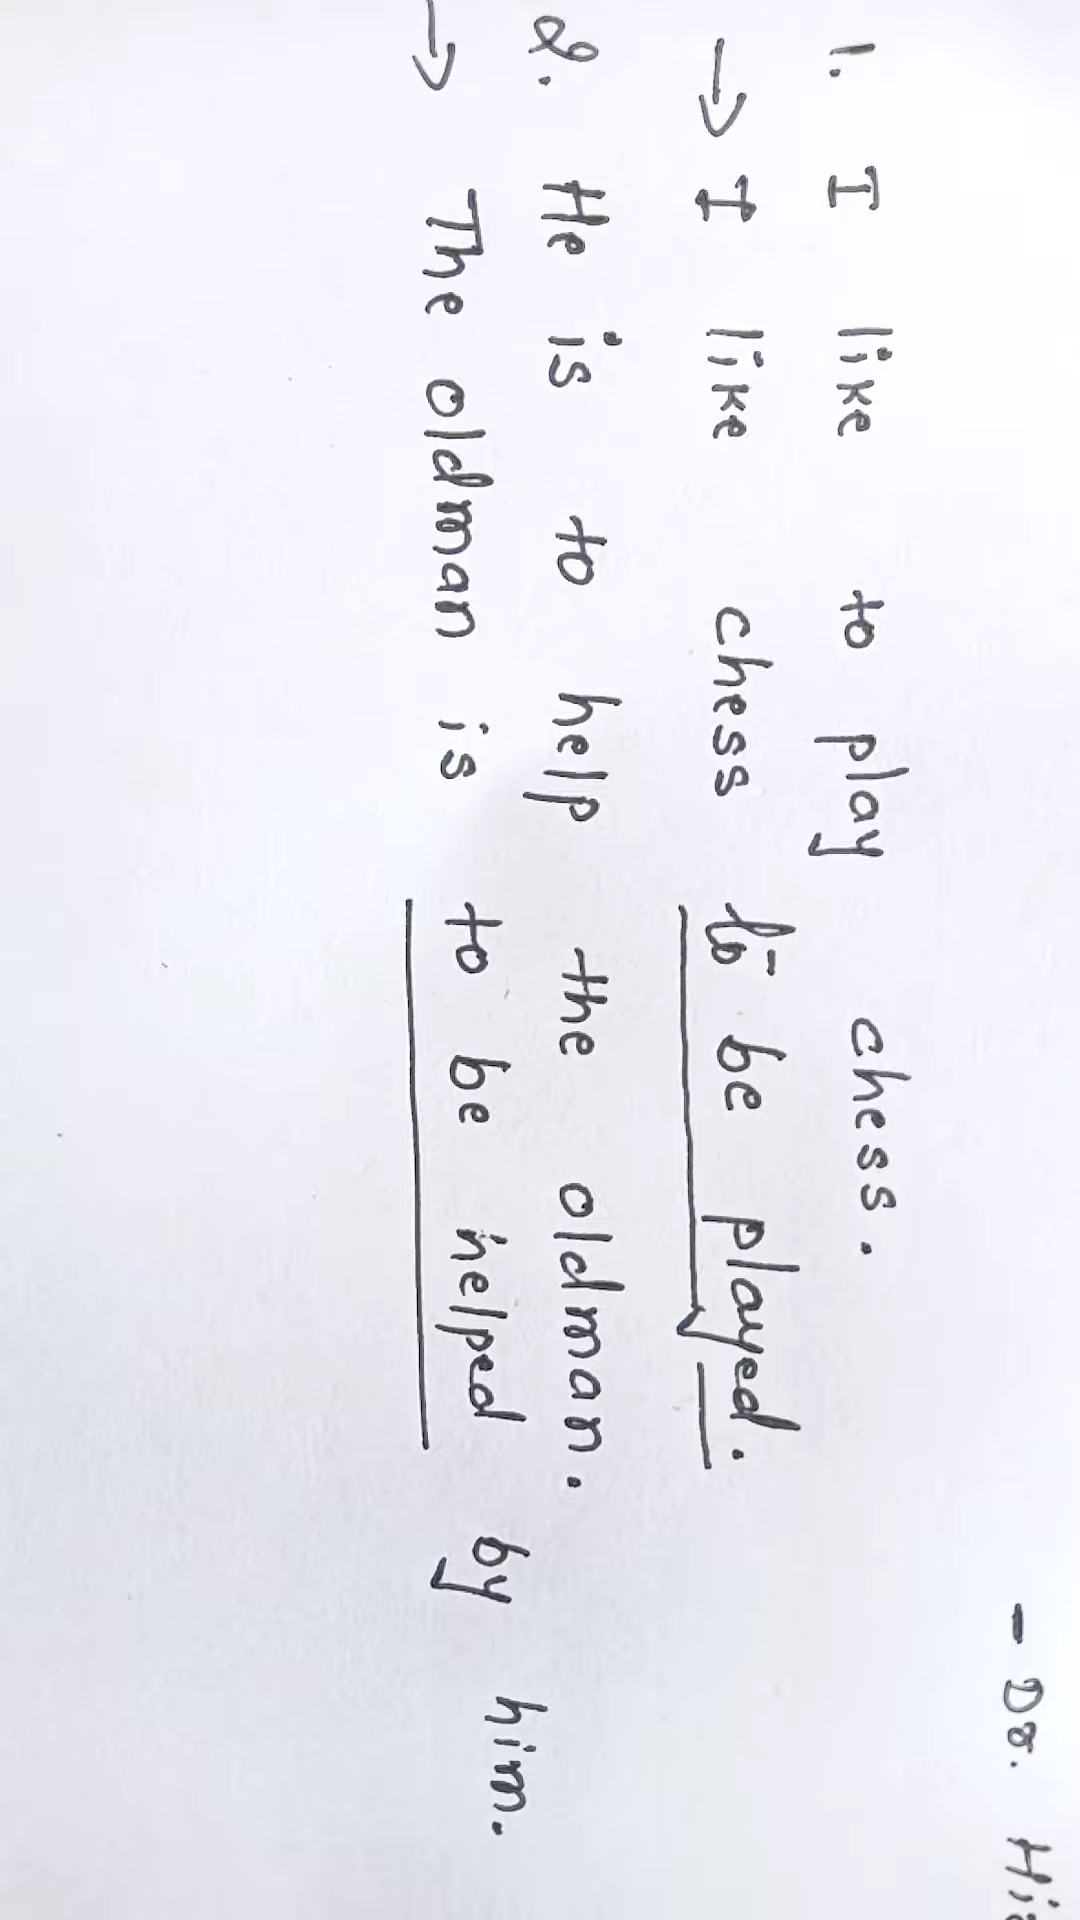 - Dr.
1. I like to play chess.
→ I like chess to be played.
2. He is to help the oldman.
→ The oldman is to be helped by him.